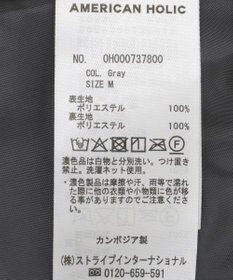 AMERICAN HOLIC
NO. 0H000737800
COL. Gray
SIZE M
表生地
ポリエステル 100%
裏生地
ポリエステル 100%
濃色品は白物と分別洗い。つけ置き
禁止。洗濯ネット使用。
・濃色製品は摩擦や汗、雨等で濡れ
た際に他の衣類や小物類に色が移
る事がありますのでご注意
ください。
カンボジア製
(株)ストライプインターナショナル
0120-659-591